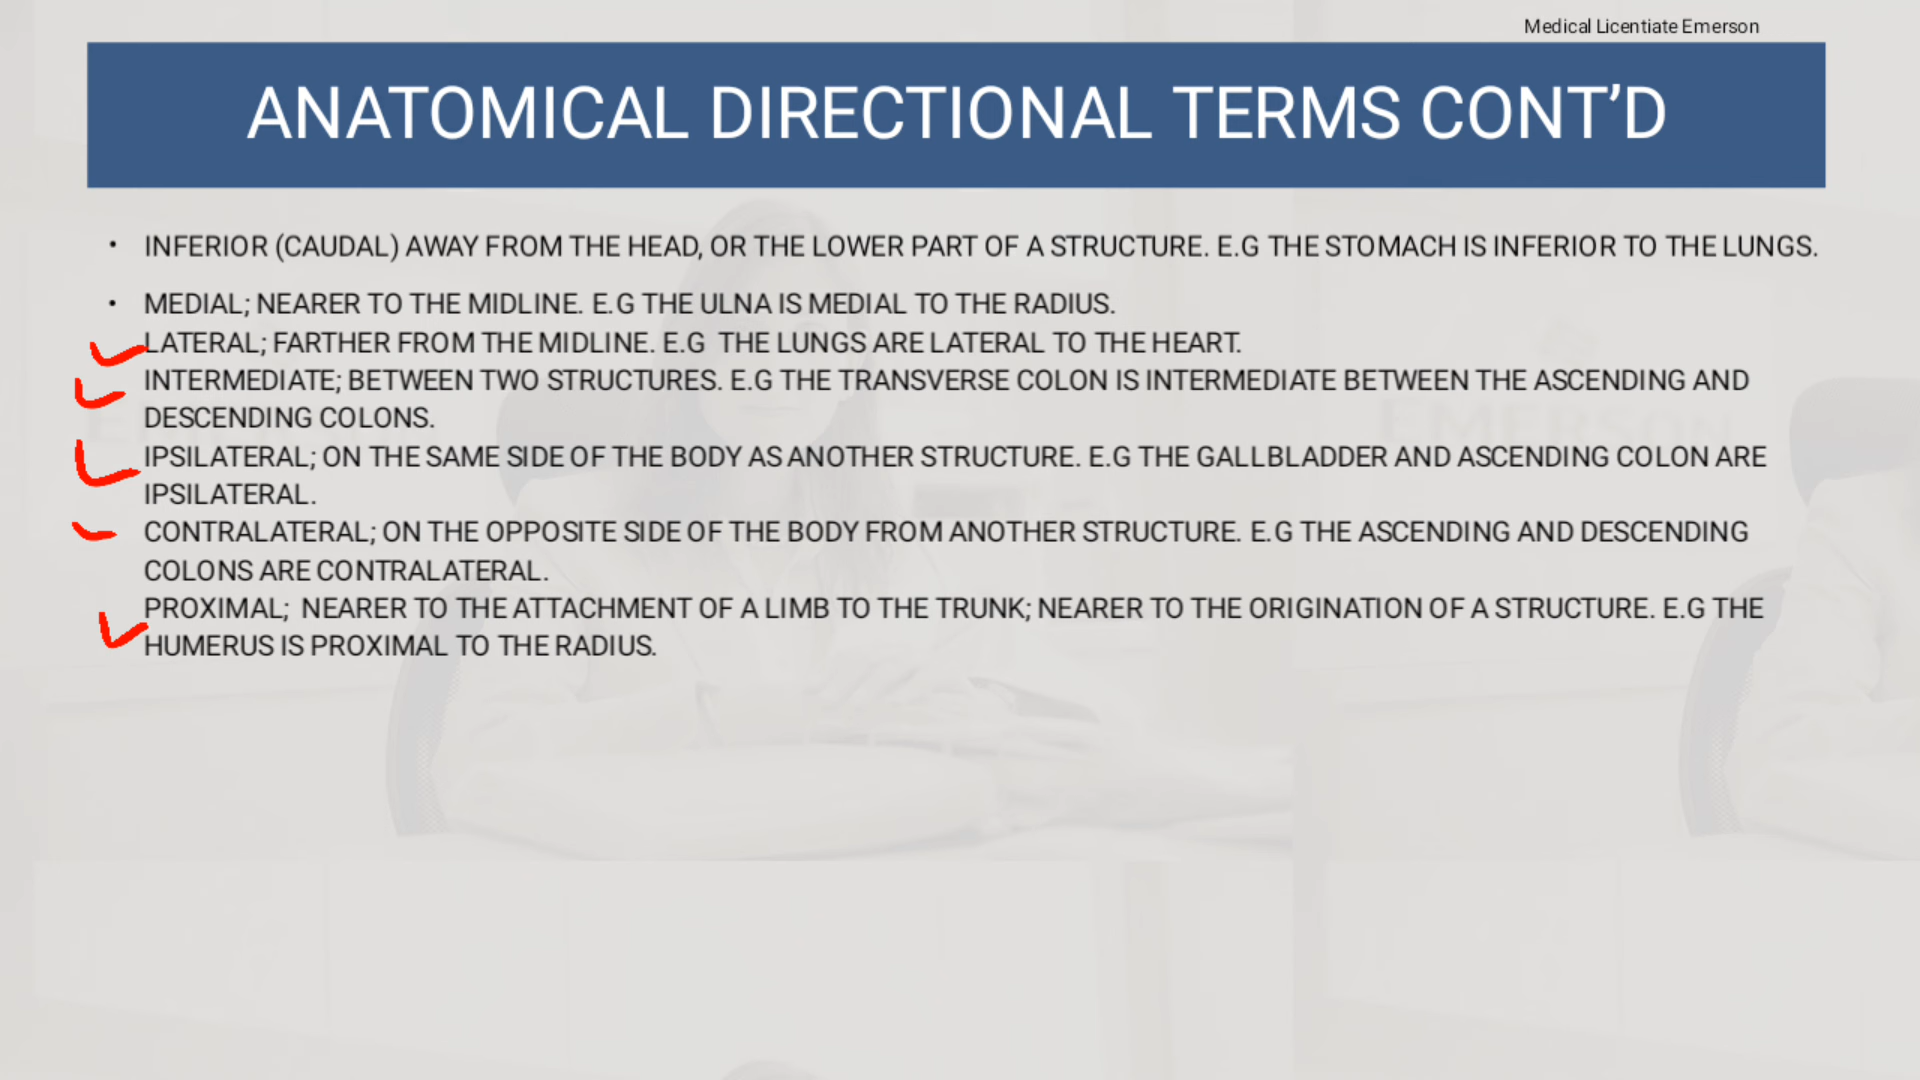 Medical Licentiate Emerson
ANATOMICAL DIRECTIONAL TERMS CONT’D
• INFERIOR (CAUDAL) AWAY FROM THE HEAD, OR THE LOWER PART OF A STRUCTURE. E.G THE STOMACH IS INFERIOR TO THE LUNGS.
• MEDIAL; NEARER TO THE MIDLINE. E.G THE ULNA IS MEDIAL TO THE RADIUS.
LATERAL; FARTHER FROM THE MIDLINE. E.G THE LUNGS ARE LATERAL TO THE HEART.
INTERMEDIATE; BETWEEN TWO STRUCTURES. E.G THE TRANSVERSE COLON IS INTERMEDIATE BETWEEN THE ASCENDING AND
DESCENDING COLONS.
IPSILATERAL; ON THE SAME SIDE OF THE BODY AS ANOTHER STRUCTURE. E.G THE GALLBLADDER AND ASCENDING COLON ARE
IPSILATERAL.
CONTRALATERAL; ON THE OPPOSITE SIDE OF THE BODY FROM ANOTHER STRUCTURE. E.G THE ASCENDING AND DESCENDING
COLONS ARE CONTRALATERAL.
PROXIMAL; NEARER TO THE ATTACHMENT OF A LIMB TO THE TRUNK; NEARER TO THE ORIGINATION OF A STRUCTURE. E.G THE
HUMERUS IS PROXIMAL TO THE RADIUS.
EMERSON